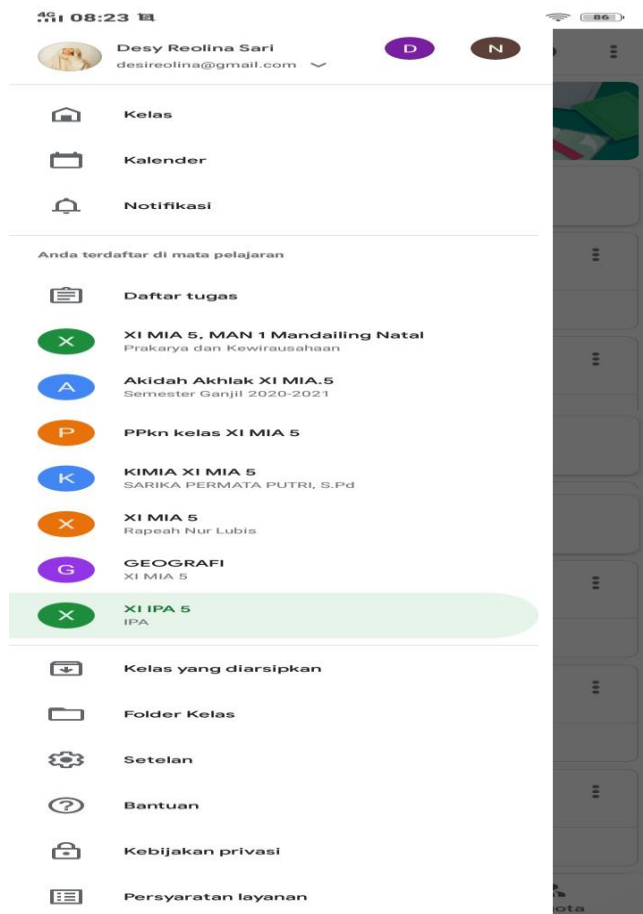 4G 08:23 86
Desy Reolina Sari D N
desireolina@gmail.com
Kelas
Kalender
Notifikasi
Anda terdaftar di mata pelajaran
Daftar tugas
X XI MIA 5, MAN 1 Mandailing Natal
Prakarya dan Kewirausahaan
A Akidah Akhlak XI MIA.5
Semester Ganjil 2020-2021
P PPkn kelas XI MIA 5
K KIMIA XI MIA 5
SARIKA PERMATA PUTRI, S.Pd
X XI MIA 5
Rapeah Nur Lubis
G GEOGRAFI
XI MIA 5
X XI IPA 5
IPA
Kelas yang diarsipkan
Folder Kelas
Setelan
Bantuan
Kebijakan privasi
Persyaratan layanan
ota